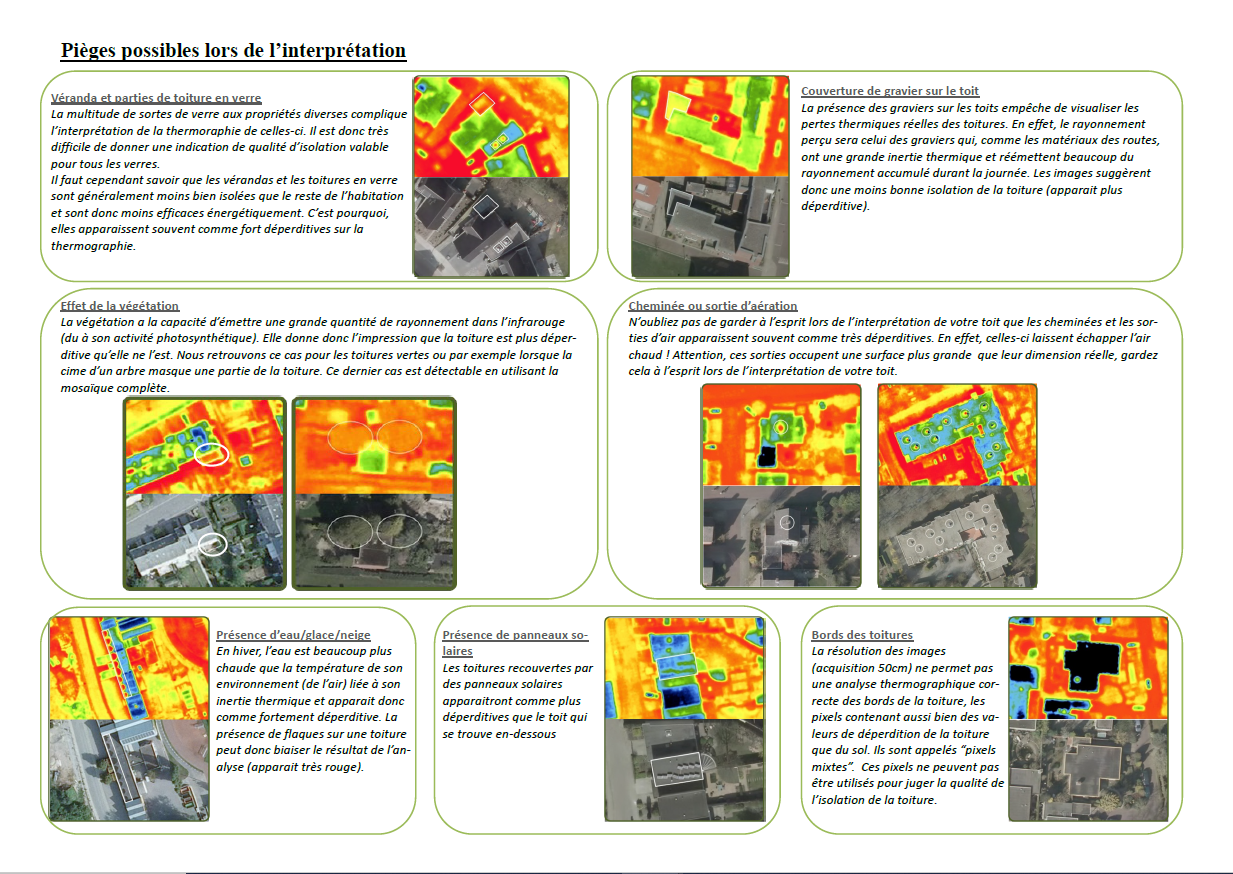 Pièges possibles lors de l'interprétation
Véranda et parties de toiture en verre
La multitude de sortes de verre aux propriétés diverses complique
l'interprétation de la thermoraphie de celles-ci. Il est donc très
difficile de donner une indication de qualité d'isolation valable
pour tous les verres.
Il faut cependant savoir que les vérandas et les toitures en verre
sont généralement moins bien isolées que le reste de l'habitation
et sont donc moins efficaces énergétiquement. C'est pourquoi,
elles apparaissent souvent comme fort déperditives sur la
thermographie.
Couverture de gravier sur le toit
La présence des graviers sur les toits empêche de visualiser les
pertes thermiques réelles des toitures. En effet, le rayonnement
perçu sera celui des graviers qui, comme les matériaux des routes,
ont une grande inertie thermique et réémettent beaucoup du
rayonnement accumulé durant la journée. Les images suggèrent
donc une moins bonne isolation de la toiture (apparait plus
déperditive).
Effet de la végétation
La végétation a la capacité d'émettre une grande quantité de rayonnement dans l'infrarouge
(du à son activité photosynthétique). Elle donne donc l'impression que la toiture est plus déper-
ditive qu'elle ne l'est. Nous retrouvons ce cas pour les toitures vertes ou par exemple lorsque la
cime d'un arbre masque une partie de la toiture. Ce dernier cas est détectable en utilisant la
mosaïque complète.
Cheminée ou sortie d'aération
N'oubliez pas de garder à l'esprit lors de l'interprétation de votre toit que les cheminées et les sor-
ties d'air apparaissent souvent comme très déperditives. En effet, celles-ci laissent échapper l'air
chaud ! Attention, ces sorties occupent une surface plus grande que leur dimension réelle, gardez
cela à l'esprit lors de l'interprétation de votre toit.
Présence d'eau/glace/neige
En hiver, l'eau est beaucoup plus
chaude que la température de son
environnement (de l'air) liée à son
inertie thermique et apparait donc
comme fortement déperditive. La
présence de flaques sur une toiture
peut donc biaiser le résultat de l'an-
alyse (apparait très rouge).
Présence de panneaux so-
laires
Les toitures recouvertes par
des panneaux solaires
apparaitront comme plus
déperditives que le toit qui
se trouve en-dessous
Bords des toitures
La résolution des images
(acquisition 50cm) ne permet pas
une analyse thermographique cor-
recte des bords de la toiture, les
pixels contenant aussi bien des va-
leurs de déperdition de la toiture
que du sol. Ils sont appelés "pixels
mixtes". Ces pixels ne peuvent pas
être utilisés pour juger la qualité de
l'isolation de la toiture.